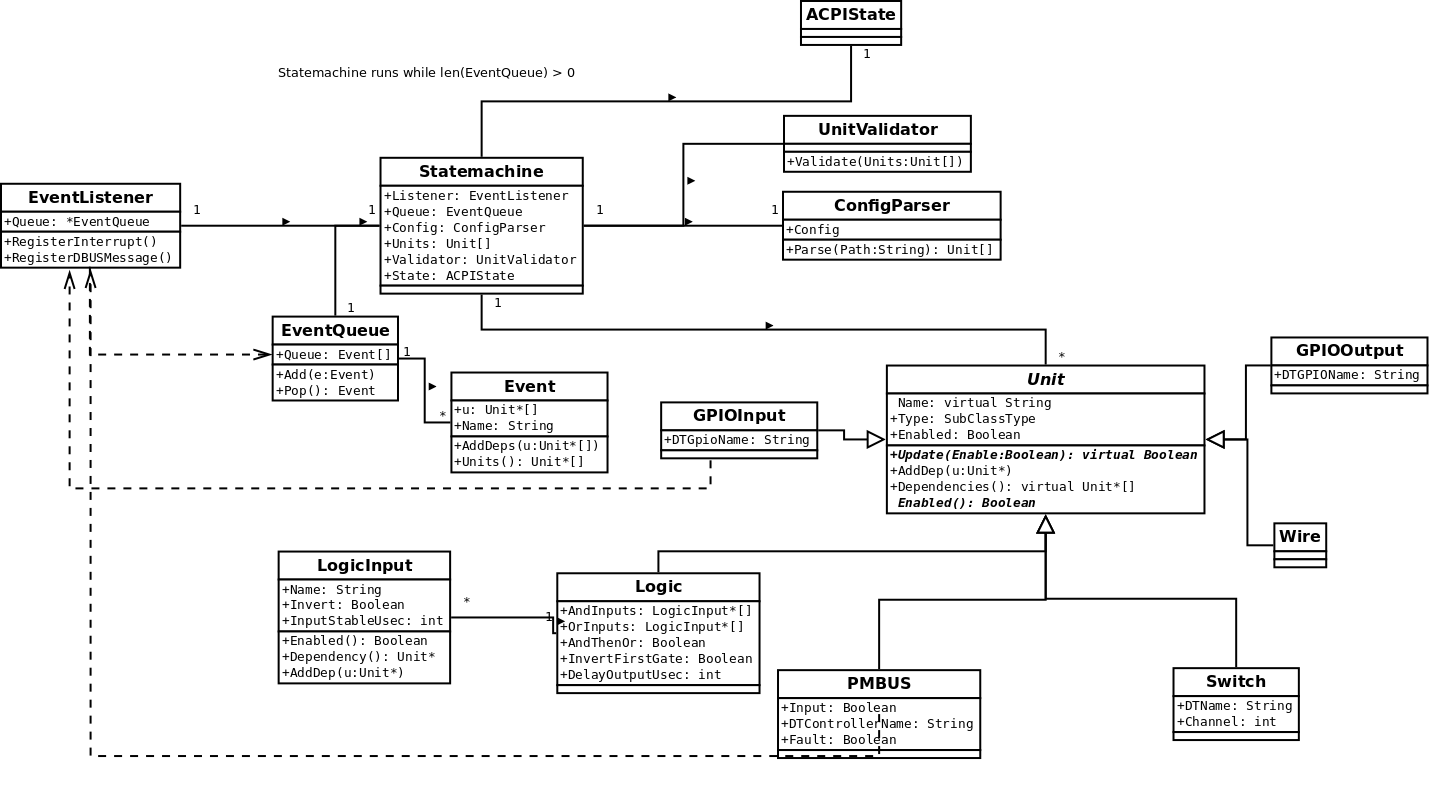 ACPIState
1
Statemachine runs while len(EventQueue) > 0
UnitValidator
+Validate(Units:Unit[])
Statemachine
+Listener: EventListener
+Queue: EventQueue
+Config: ConfigParser
+Units: Unit[]
+Validator: UnitValidator
+State: ACPIState
EventListener
+Queue: *EventQueue
+RegisterInterrupt()
+RegisterDBUSMessage()
1
1
1
1
ConfigParser
+Config
+Parse(Path:String): Unit[]
1
1
EventQueue
+Queue: Event[]
+Add(e:Event)
+Pop(): Event
1
*
Event
+u: Unit*[]
+Name: String
+AddDeps(u:Unit*[])
+Units(): Unit*[]
*
Unit
Name: virtual String
+Type: SubClassType
+Enabled: Boolean
+Update(Enable:Boolean): virtual Boolean
+AddDep(u:Unit*)
+Dependencies(): virtual Unit*[]
Enabled(): Boolean
GPIOOutput
+DTGPIOName: String
GPIOInput
+DTGpioName: String
Wire
LogicInput
+Name: String
+Invert: Boolean
+InputStableUsec: int
+Enabled(): Boolean
+Dependency(): Unit*
+AddDep(u:Unit*)
*
1
Logic
+AndInputs: LogicInput*[]
+OrInputs: LogicInput*[]
+AndThenOr: Boolean
+InvertFirstGate: Boolean
+DelayOutputUsec: int
PMBUS
+Input: Boolean
+DTControllerName: String
+Fault: Boolean
Switch
+DTName: String
+Channel: int